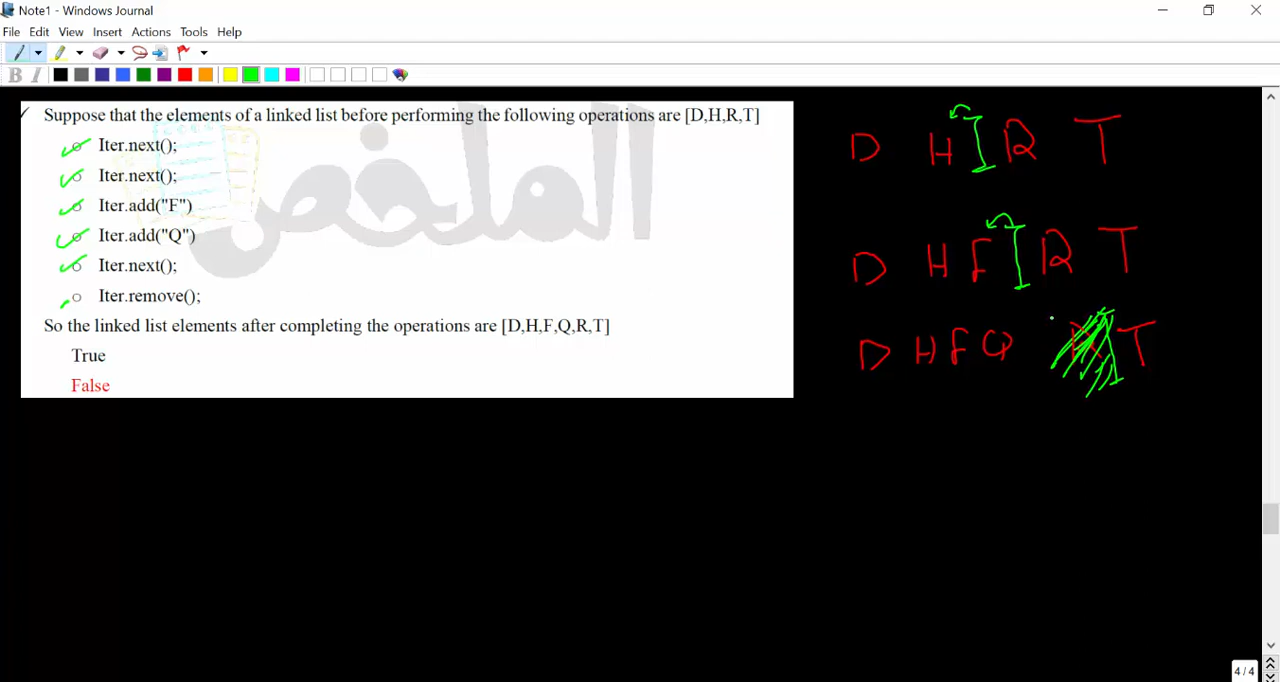 Note1 - Windows Journal
File Edit View Insert Actions Tools Help
B I
Suppose that the elements of a linked list before performing the following operations are [D,H,R,T]
Iter.next();
Iter.next();
Iter.add("F")
Iter.add("Q")
Iter.next();
Iter.remove();
So the linked list elements after completing the operations are [D,H,F,Q,R,T]
True
False
الملخص
D H R T
D H F R T
D H F Q R T
4 / 4